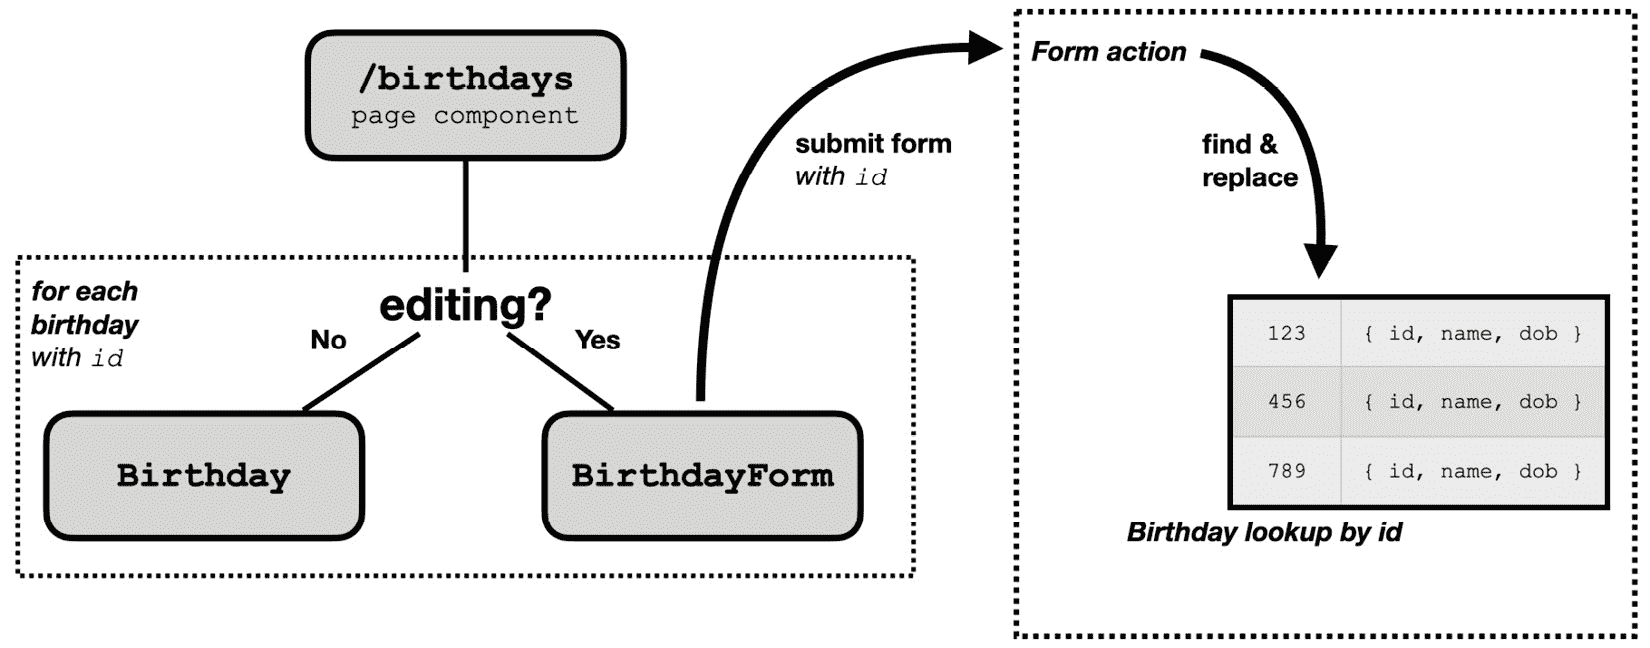 /birthdays
page component
for each
birthday
with id
editing?
No
Yes
Birthday
BirthdayForm
submit form
with id
Form action
find &
replace
123 { id, name, dob }
456 { id, name, dob }
789 { id, name, dob }
Birthday lookup by id